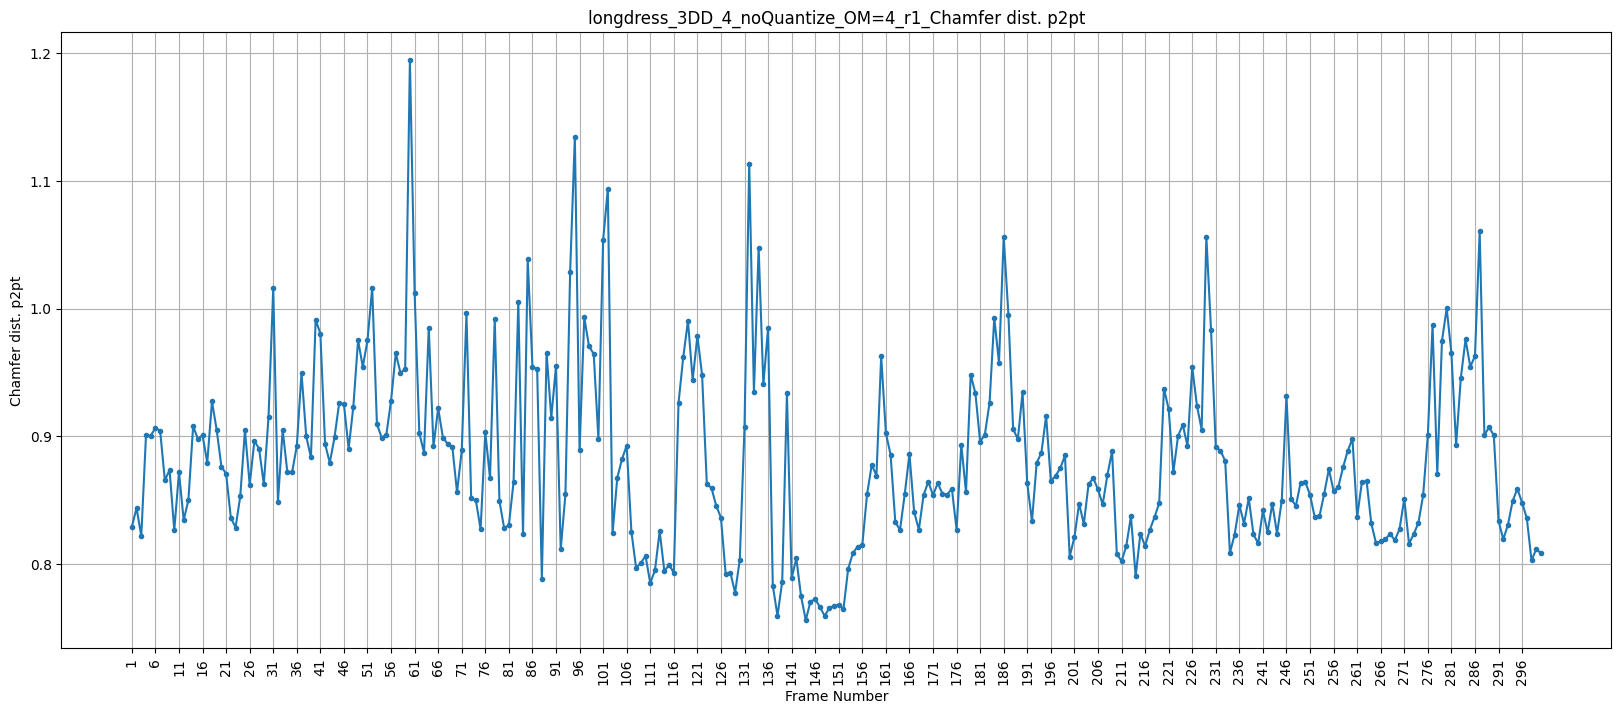 longdress_3DD_4_noQuantize_OM=4_r1_Chamfer dist. p2pt
1.2
1.1
1.0
0.9
0.8
Chamfer dist. p2pt
1 6 11 16 21 26 31 36 41 46 51 56 61 66 71 76 81 86 91 96 101 106 111 116 121 126 131 136 141 146 151 156 161 166 171 176 181 186 191 196 201 206 211 216 221 226 231 236 241 246 251 256 261 266 271 276 281 286 291 296
Frame Number